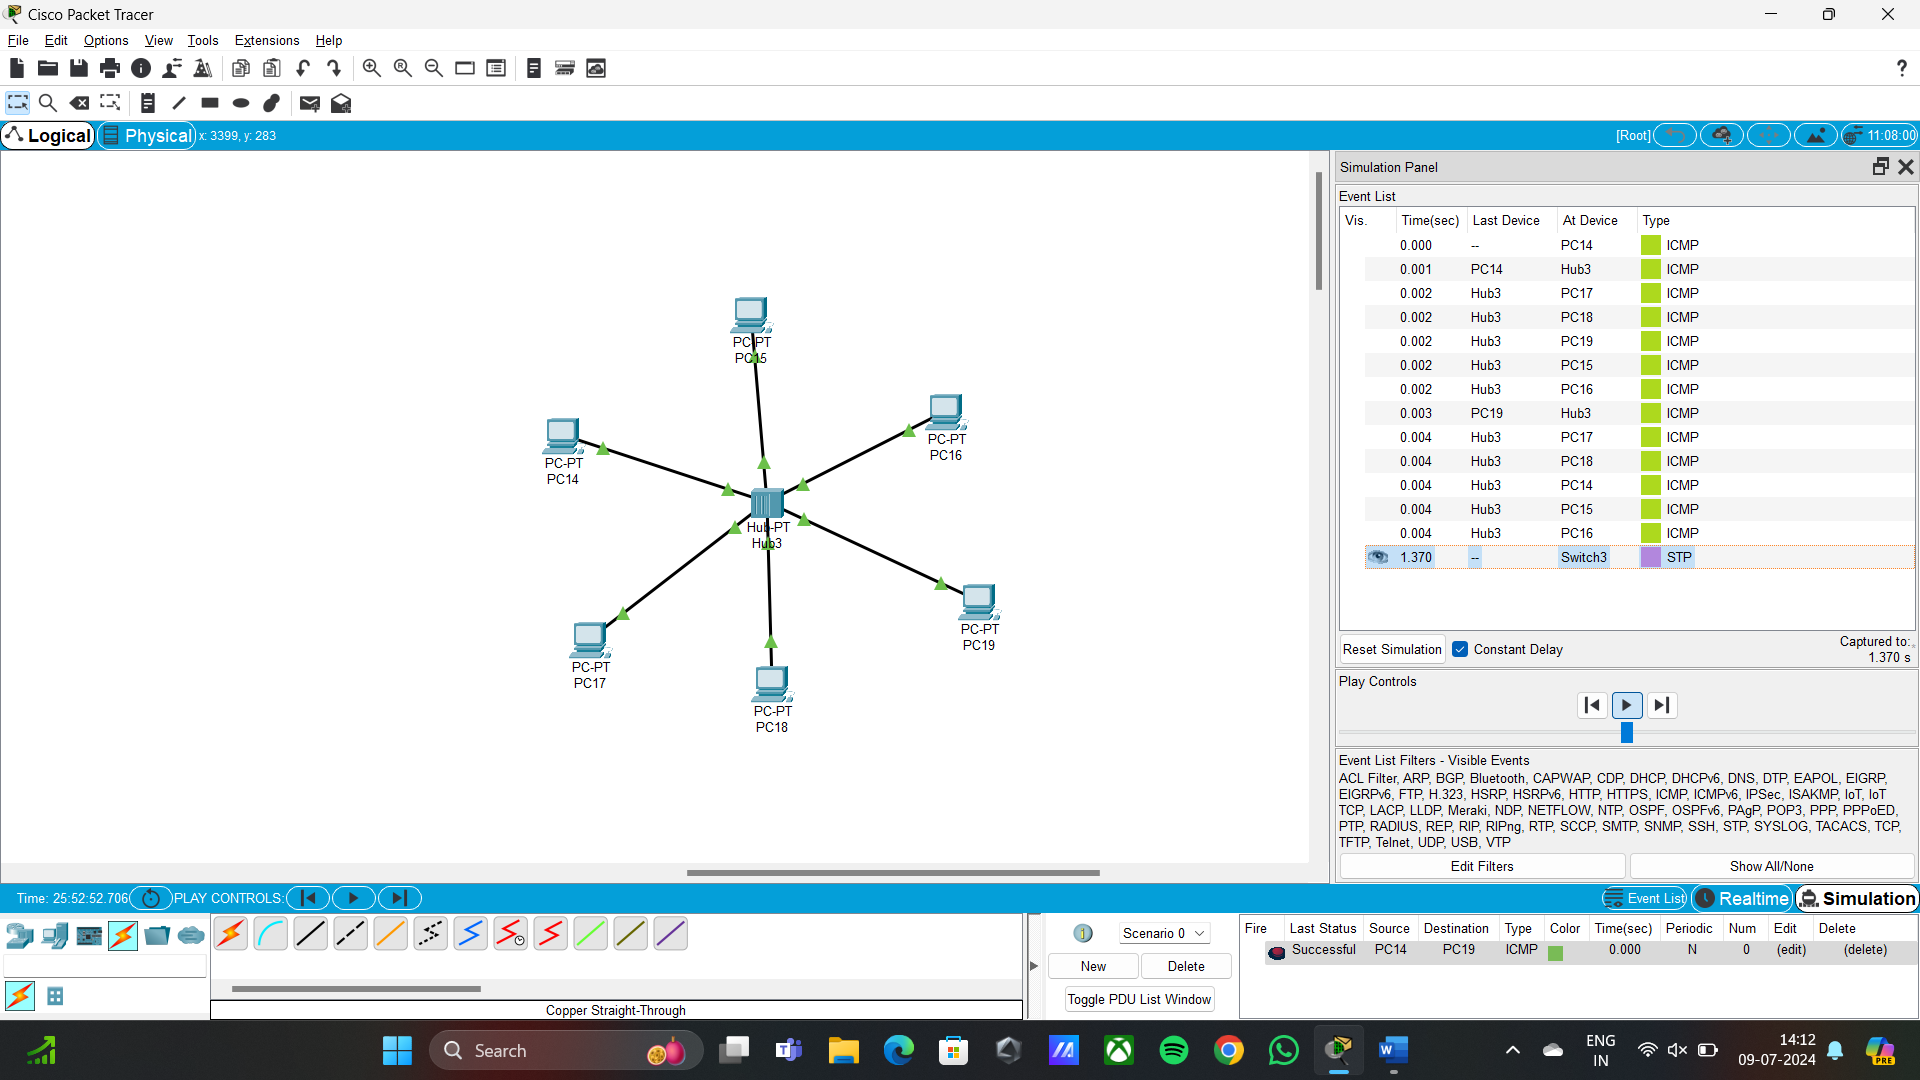 Cisco Packet Tracer
File Edit Options View Tools Extensions Help
Logical Physical x: 3399, y: 283 [Root] 11:08:00
PC-PT
PC15
PC-PT
PC16
PC-PT
PC14
Hub-PT
Hub3
PC-PT
PC19
PC-PT
PC17
PC-PT
PC18
Simulation Panel
Event List
Vis. Time(sec) Last Device At Device Type
0.000 -- PC14 ICMP
0.001 PC14 Hub3 ICMP
0.002 Hub3 PC17 ICMP
0.002 Hub3 PC18 ICMP
0.002 Hub3 PC19 ICMP
0.002 Hub3 PC15 ICMP
0.002 Hub3 PC16 ICMP
0.003 PC19 Hub3 ICMP
0.004 Hub3 PC17 ICMP
0.004 Hub3 PC18 ICMP
0.004 Hub3 PC14 ICMP
0.004 Hub3 PC15 ICMP
0.004 Hub3 PC16 ICMP
1.370 -- Switch3 STP
Reset Simulation Constant Delay Captured to:
1.370 s
Play Controls
Event List Filters - Visible Events
ACL Filter, ARP, BGP, Bluetooth, CAPWAP, CDP, DHCP, DHCPv6, DNS, DTP, EAPOL, EIGRP,
EIGRPv6, FTP, H.323, HSRP, HSRPv6, HTTP, HTTPS, ICMP, ICMPv6, IPSec, ISAKMP, IoT, IoT
TCP, LACP, LLDP, Meraki, NDP, NETFLOW, NTP, OSPF, OSPFv6, PAgP, POP3, PPP, PPPoED,
PTP, RADIUS, REP, RIP, RIPng, RTP, SCCP, SMTP, SNMP, SSH, STP, SYSLOG, TACACS, TCP,
TFTP, Telnet, UDP, USB, VTP
Edit Filters Show All/None
Time: 25:52:52.706 PLAY CONTROLS: Event List Realtime Simulation
Copper Straight-Through
1 Scenario 0
New Delete
Toggle PDU List Window
Fire Last Status Source Destination Type Color Time(sec) Periodic Num Edit Delete
Successful PC14 PC19 ICMP 0.000 N 0 (edit) (delete)
Search
ENG
IN
14:12
09-07-2024
PRE